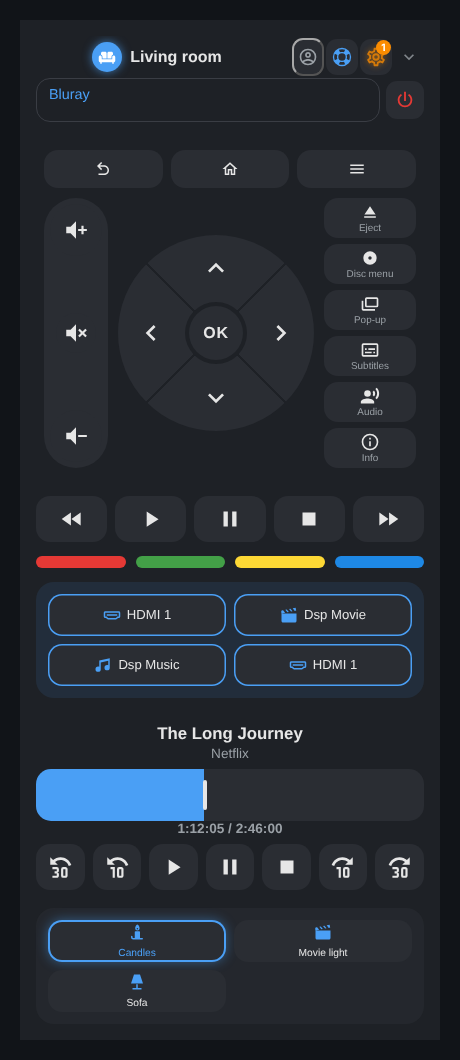 Living room
1
Bluray
Eject
Disc menu
Pop-up
OK
Subtitles
Audio
Info
HDMI 1
Dsp Movie
Dsp Music
HDMI 1
The Long Journey
Netflix
1:12:05 / 2:46:00
30
10
10
30
Candles
Movie light
Sofa